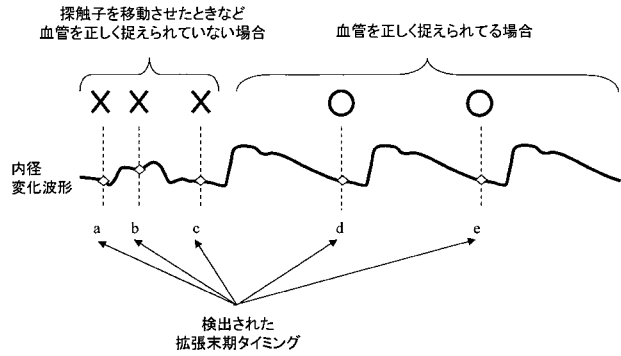 探触子を移動させたときなど
血管を正しく捉えられていない場合
血管を正しく捉えられてる場合
× × × ○ ○
内径
変化波形
a b c d e
検出された
拡張末期タイミング